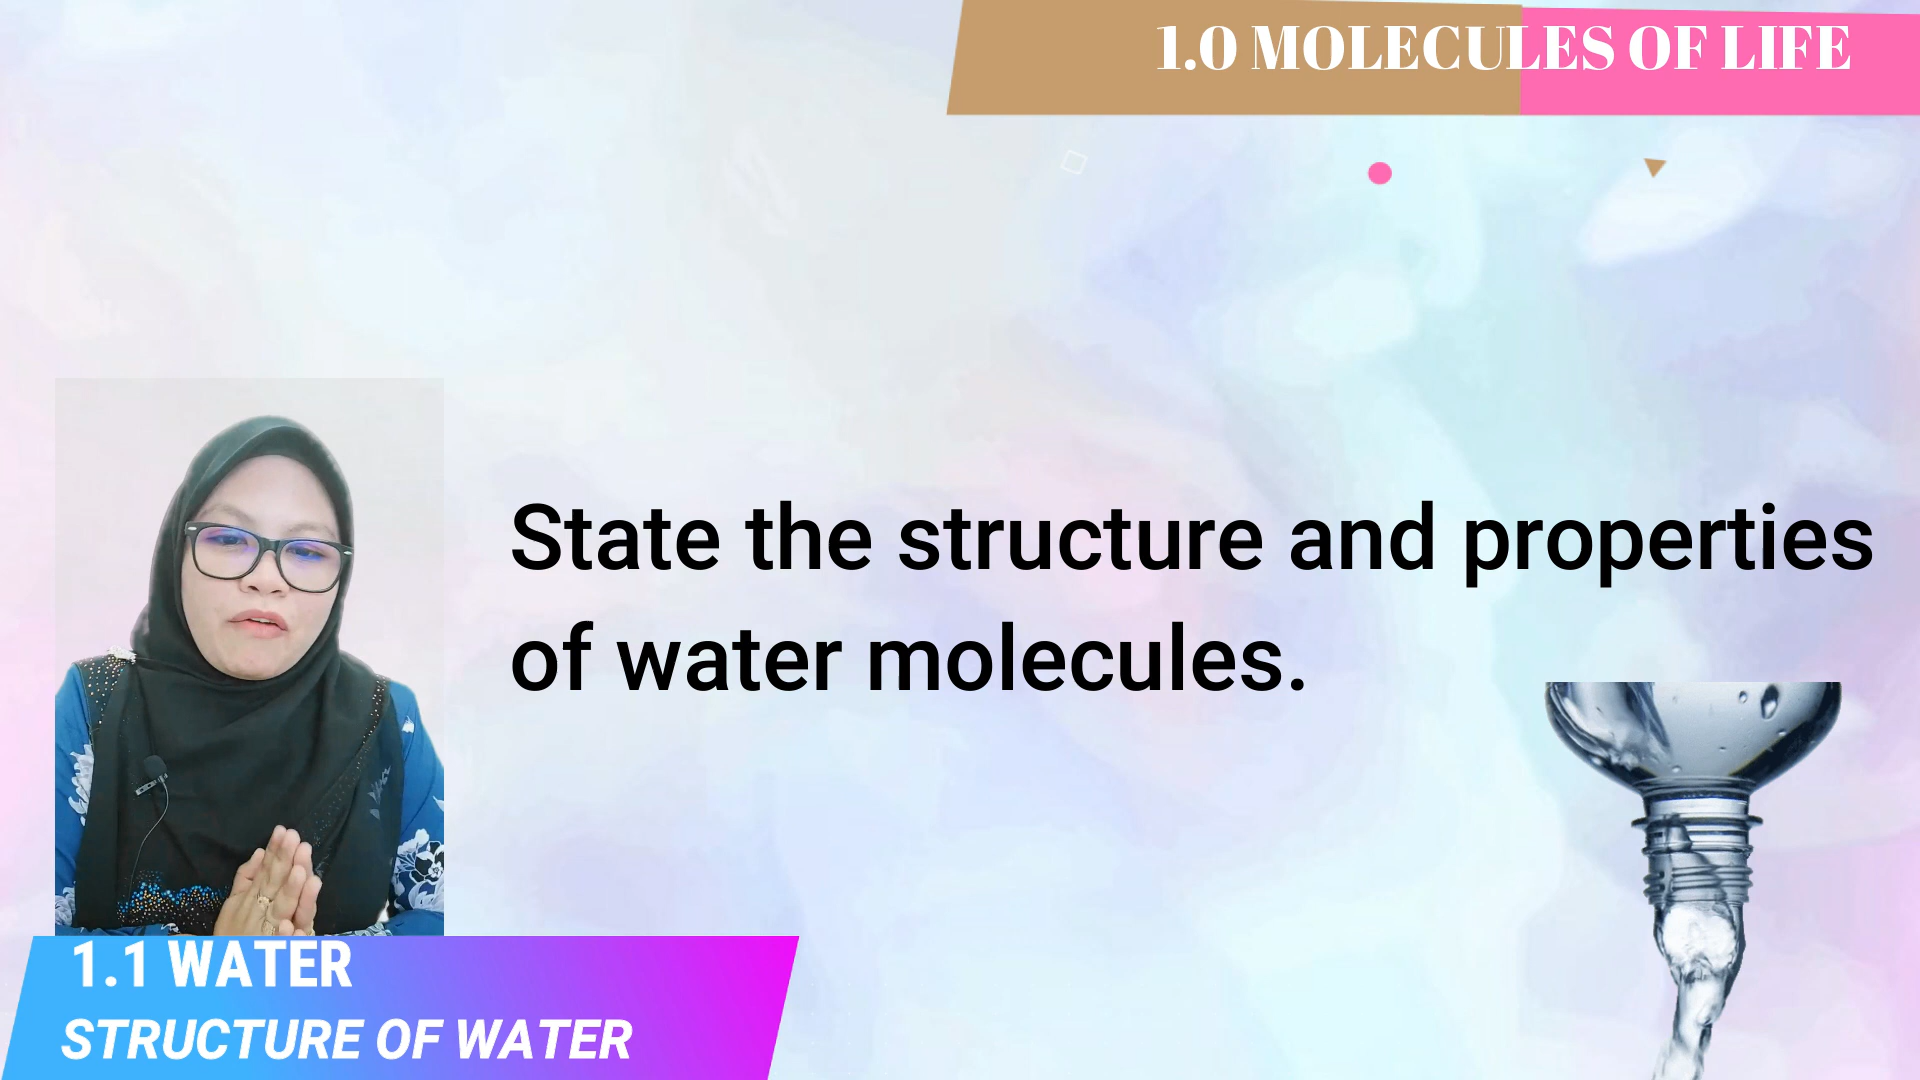 1.0 MOLECULES OF LIFE
State the structure and properties
of water molecules.
1.1 WATER
STRUCTURE OF WATER